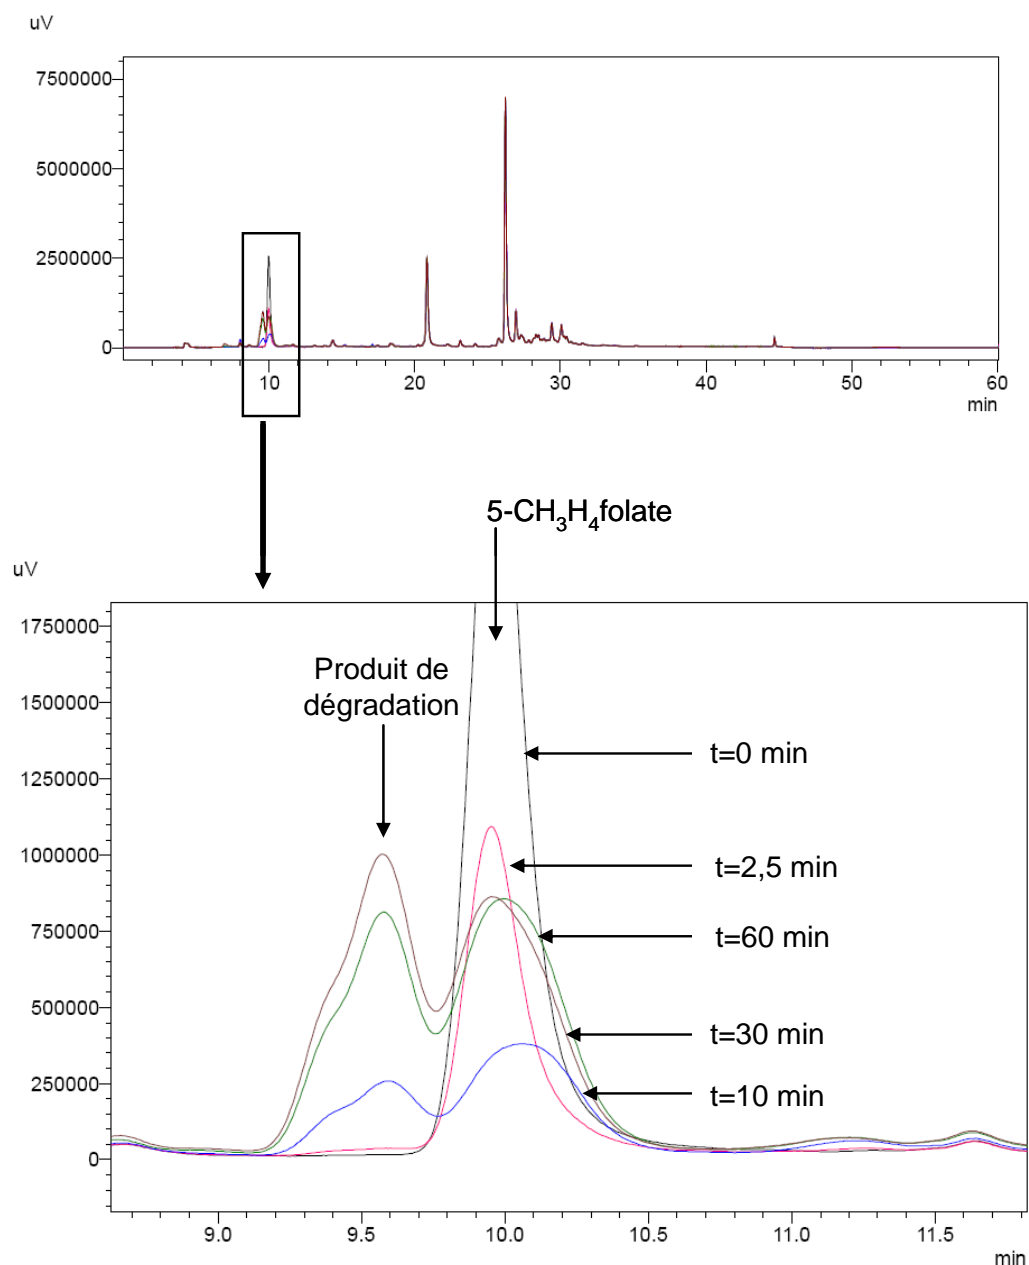 uV
7500000
5000000
2500000
0
10 20 30 40 50 60
min
5-CH₃H₄folate
uV
1750000
1500000
1250000
1000000
750000
500000
250000
0
Produit de
dégradation
t=0 min
t=2,5 min
t=60 min
t=30 min
t=10 min
9.0 9.5 10.0 10.5 11.0 11.5
min